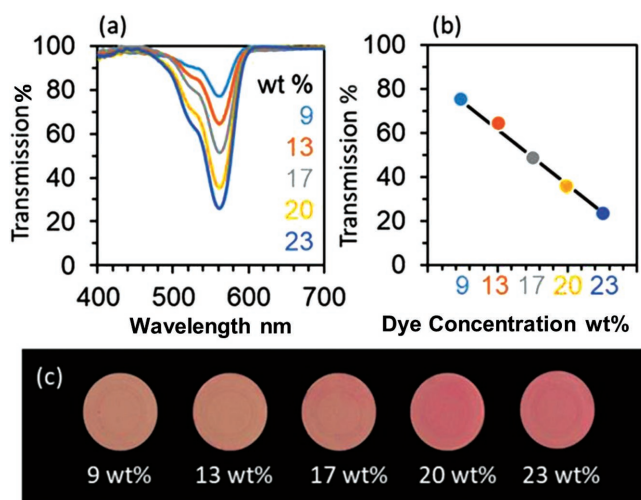 (a)
100
80
60
40
20
0
Transmission%
wt %
9
13
17
20
23
400 500 600 700
Wavelength nm
(b)
100
80
60
40
20
0
Transmission %
9 13 17 20 23
Dye Concentration wt%
(c)
9 wt% 13 wt% 17 wt% 20 wt% 23 wt%